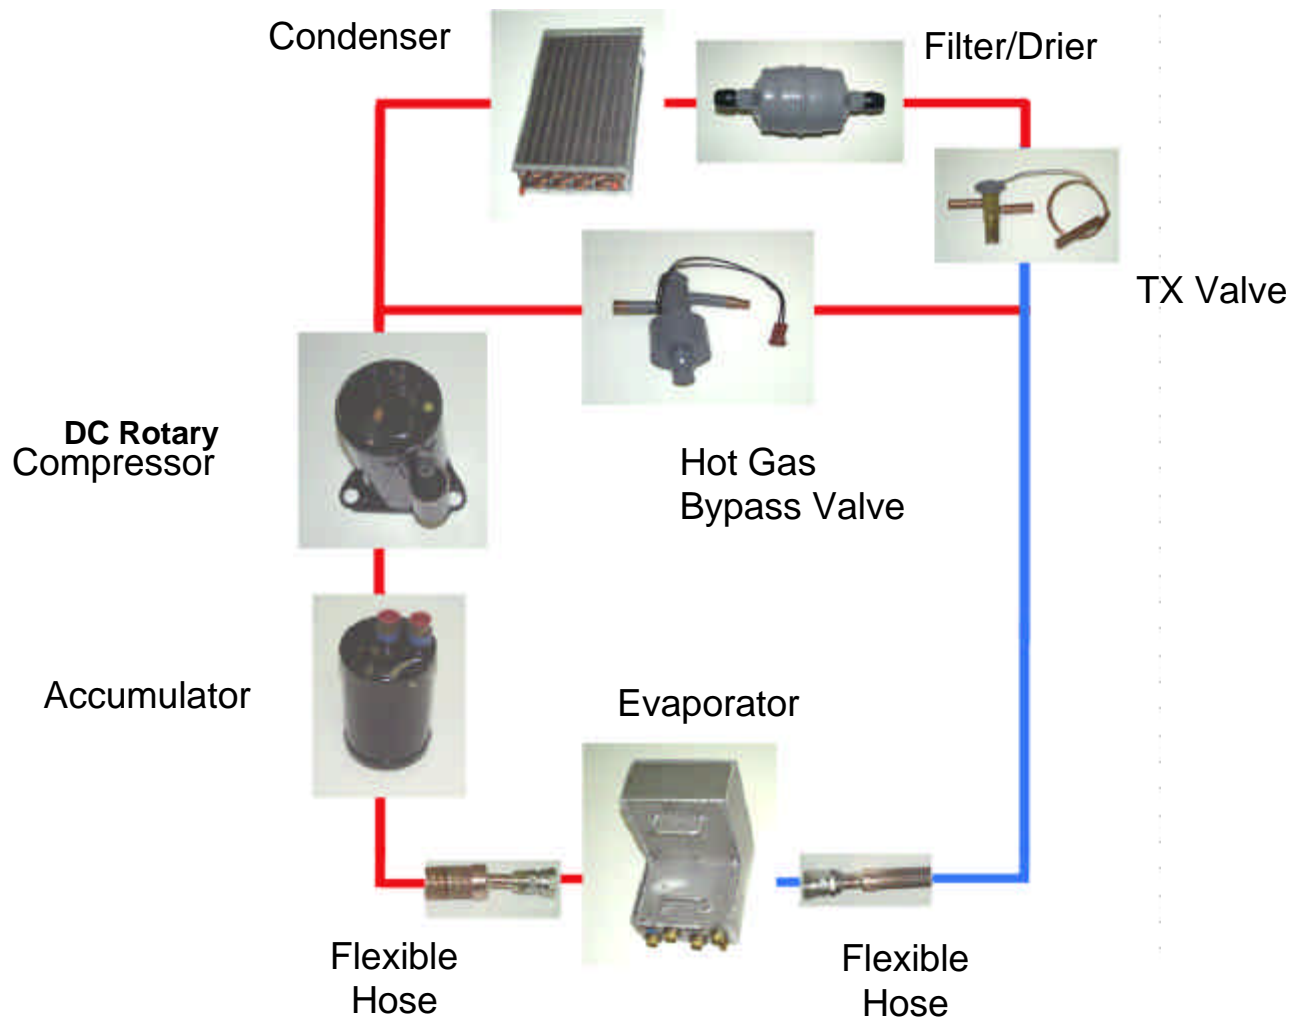 Condenser
Filter/Drier
TX Valve
DC Rotary
Compressor
Hot Gas
Bypass Valve
Accumulator
Evaporator
Flexible
Hose
Flexible
Hose